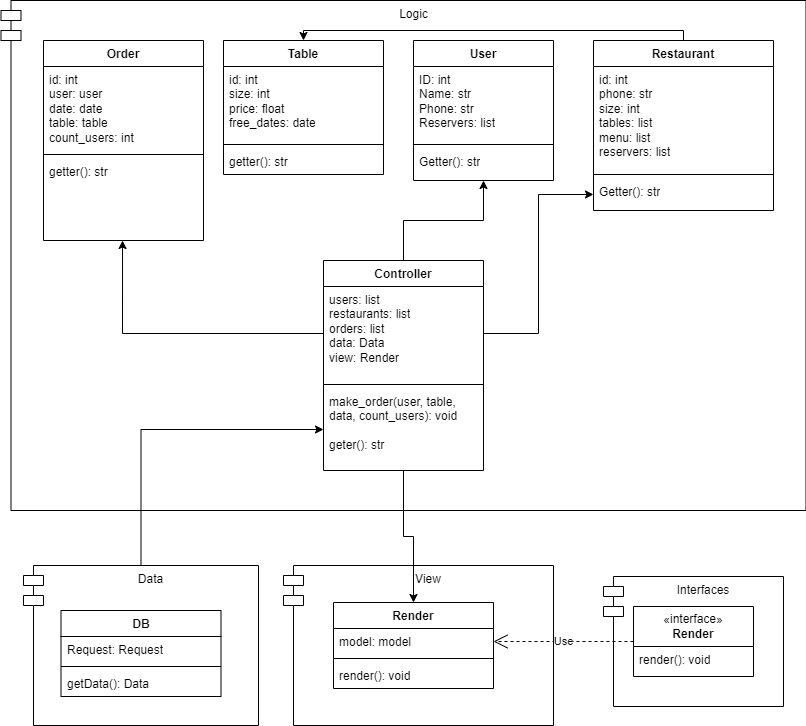 Logic
Order
id: int
user: user
date: date
table: table
count_users: int
getter(): str
Table
id: int
size: int
price: float
free_dates: date
getter(): str
User
ID: int
Name: str
Phone: str
Reservers: list
Getter(): str
Restaurant
id: int
phone: str
size: int
tables: list
menu: list
reservers: list
Getter(): str
Controller
users: list
restaurants: list
orders: list
data: Data
view: Render
make_order(user, table,
data, count_users): void
geter(): str
Data
DB
Request: Request
getData(): Data
View
Render
model: model
render(): void
Use
Interfaces
«interface»
Render
render(): void